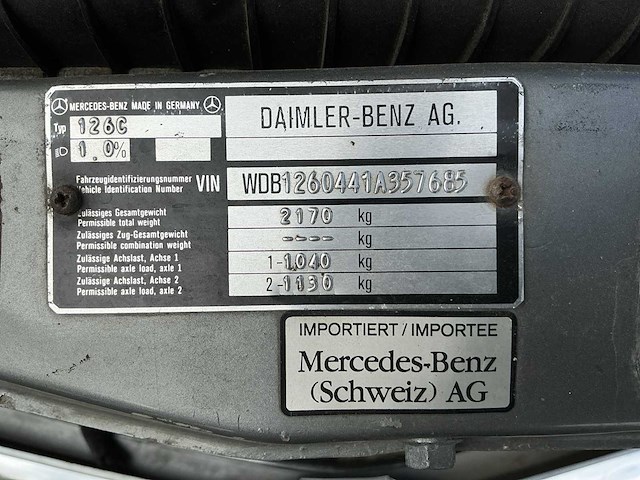 MERCEDES-BENZ MADE IN GERMANY
DAIMLER-BENZ AG.
Typ 126C
1.0%
Fahrzeugidentifizierungsnummer
Vehicle Identification Number
VIN WDB1260441A357685
Zulässiges Gesamtgewicht
Permissible total weight
2170 kg
Zulässiges Zug-Gesamtgewicht
Permissible combination weight
---- kg
Zulässige Achslast, Achse 1
Permissible axle load, axle 1
1-1040 kg
Zulässige Achslast, Achse 2
Permissible axle load, axle 2
2-1130 kg
IMPORTIERT / IMPORTEE
Mercedes-Benz
(Schweiz) AG